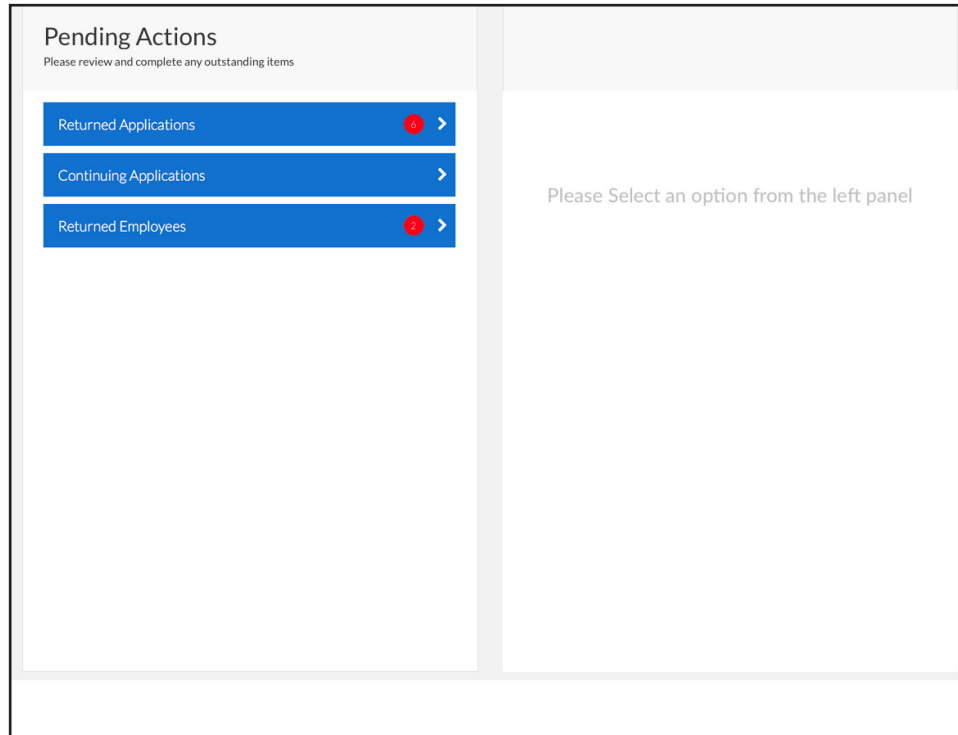 Pending Actions
Please review and complete any outstanding items
Returned Applications 6
Continuing Applications
Returned Employees 2
Please Select an option from the left panel